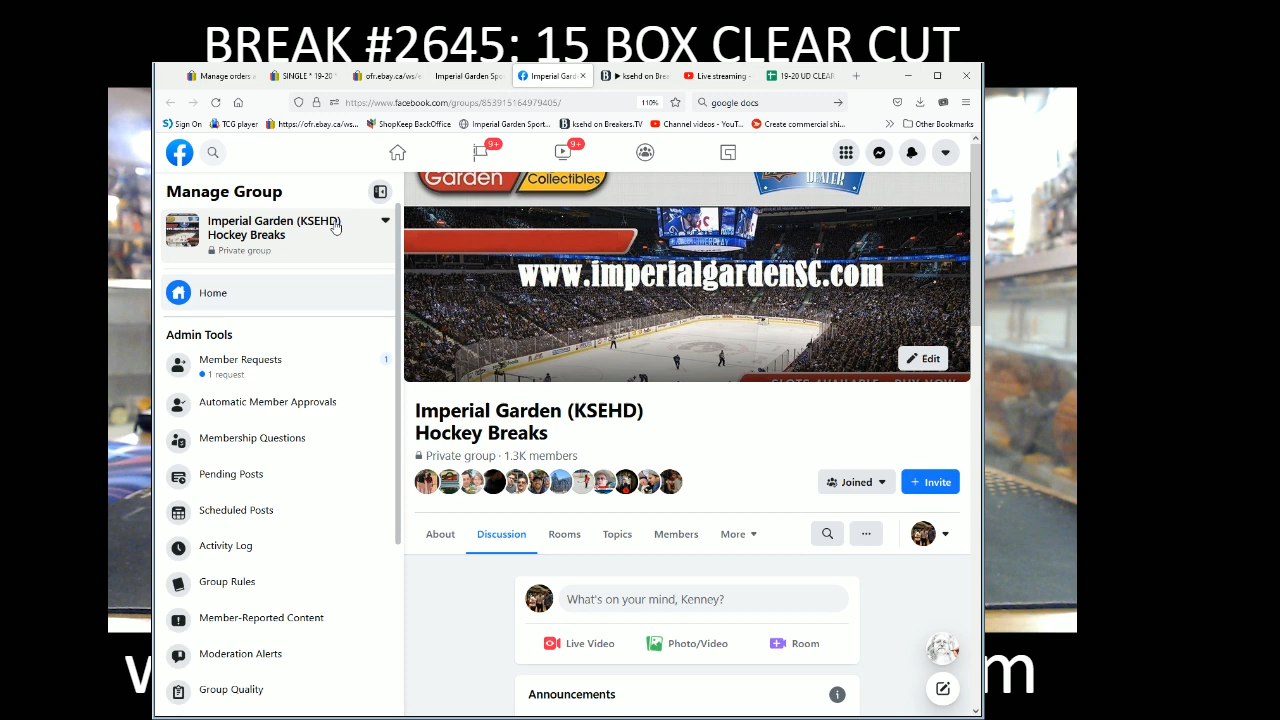 BREAK #2645: 15 BOX CLEAR CUT
Manage orders a
SINGLE * 19-20 *
ofr.ebay.ca/ws/e
Imperial Garden Spo
Imperial Gard
ksehd on Brea
Live streaming -
19-20 UD CLEAR
https://www.facebook.com/groups/853915164979405/
110%
google docs
Sign On
TCG player
https://ofr.ebay.ca/ws...
ShopKeep BackOffice
Imperial Garden Sport...
ksehd on Breakers.TV
Channel videos - YouT...
Create commercial shi...
Other Bookmarks
9+
9+
Manage Group
Imperial Garden (KSEHD)
Hockey Breaks
Private group
Home
Admin Tools
Member Requests
1
1 request
Automatic Member Approvals
Membership Questions
Pending Posts
Scheduled Posts
Activity Log
Group Rules
Member-Reported Content
Moderation Alerts
Group Quality
Garden
Collectibles
DEALER
www.imperialgardenSC.com
Edit
SLOTS AVAILABLE - BUY NOW
Imperial Garden (KSEHD)
Hockey Breaks
Private group · 1.3K members
Joined
+ Invite
About
Discussion
Rooms
Topics
Members
More
What's on your mind, Kenney?
Live Video
Photo/Video
Room
Announcements
w
m